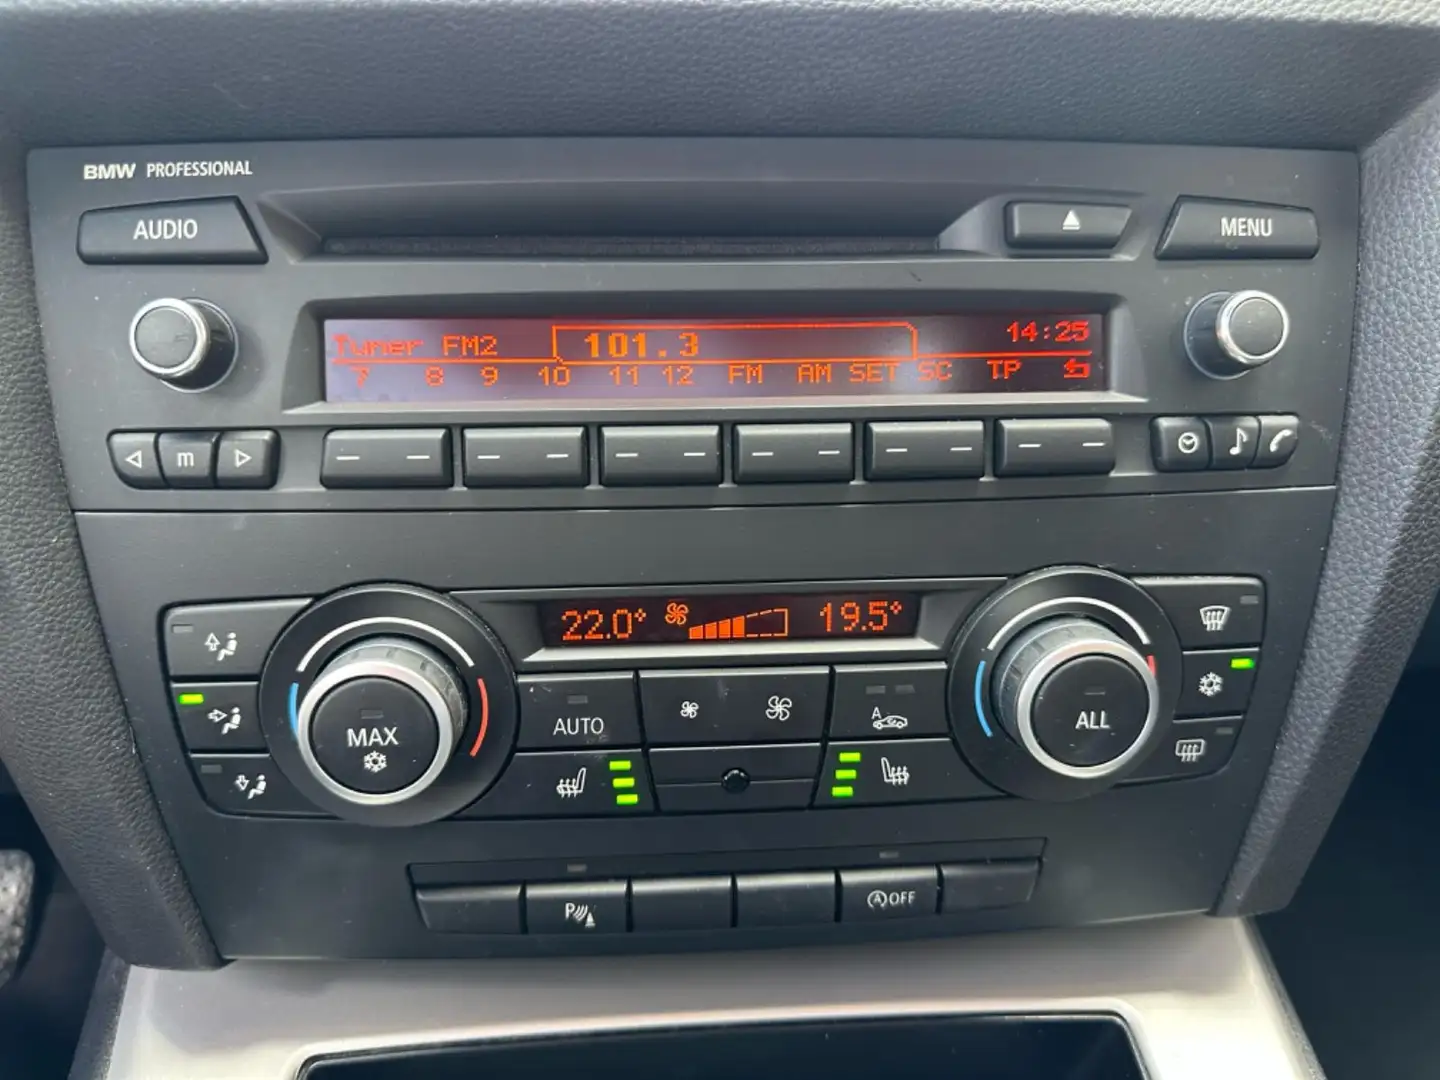 BMW PROFESSIONAL
AUDIO
MENU
Tuner FM2 101.3 14:25
7 8 9 10 11 12 FM AM SET SC TP
m
22.0° 19.5°
MAX
AUTO
A
ALL
P
A OFF